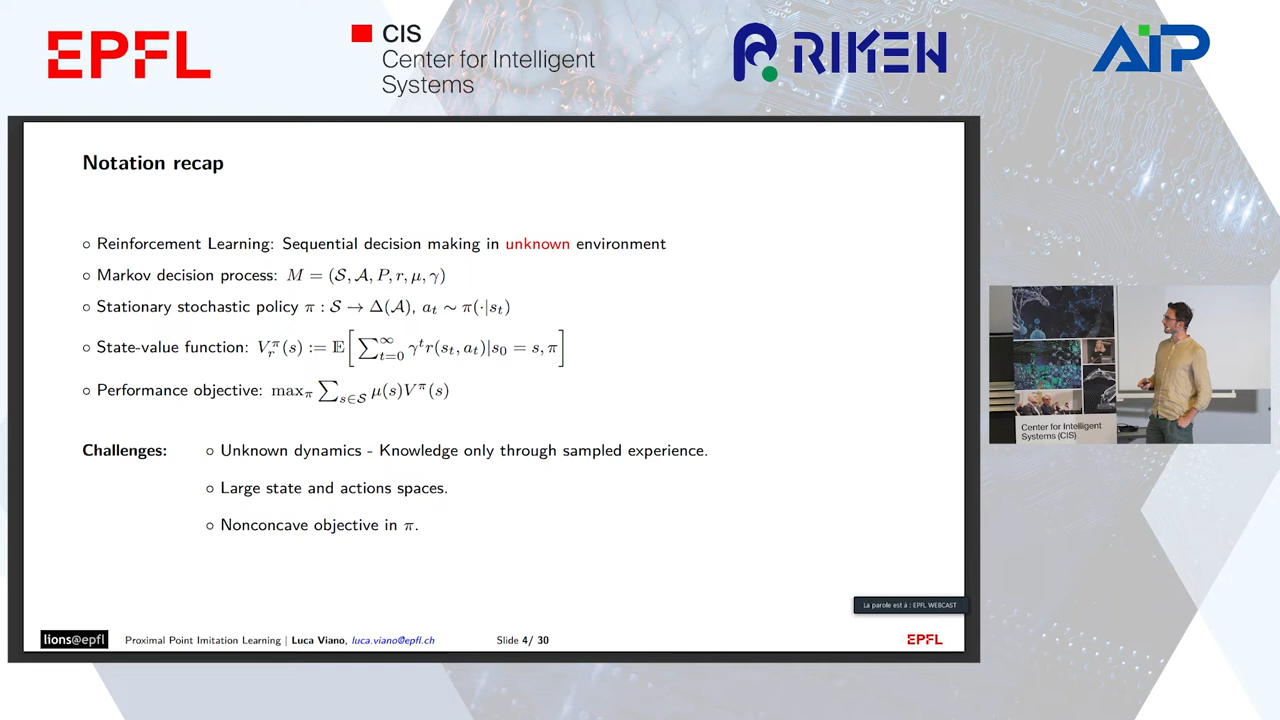 EPFL
CIS
Center for Intelligent
Systems
RIKEN
AIP
Notation recap
○ Reinforcement Learning: Sequential decision making in unknown environment
○ Markov decision process: M = (𝒮, 𝒜, P, r, μ, γ)
○ Stationary stochastic policy π : 𝒮 → Δ(𝒜), a_t ∼ π(·|s_t)
○ State-value function: V_r^π(s) := 𝔼[∑_{t=0}^∞ γ^t r(s_t, a_t)|s_0 = s, π]
○ Performance objective: max_π ∑_{s∈𝒮} μ(s)V^π(s)
Challenges: ○ Unknown dynamics - Knowledge only through sampled experience.
○ Large state and actions spaces.
○ Nonconcave objective in π.
La parole est à : EPFL WEBCAST
lions@epfl Proximal Point Imitation Learning | Luca Viano, luca.viano@epfl.ch Slide 4/ 30 EPFL
Center for Intelligent
Systems (CIS)